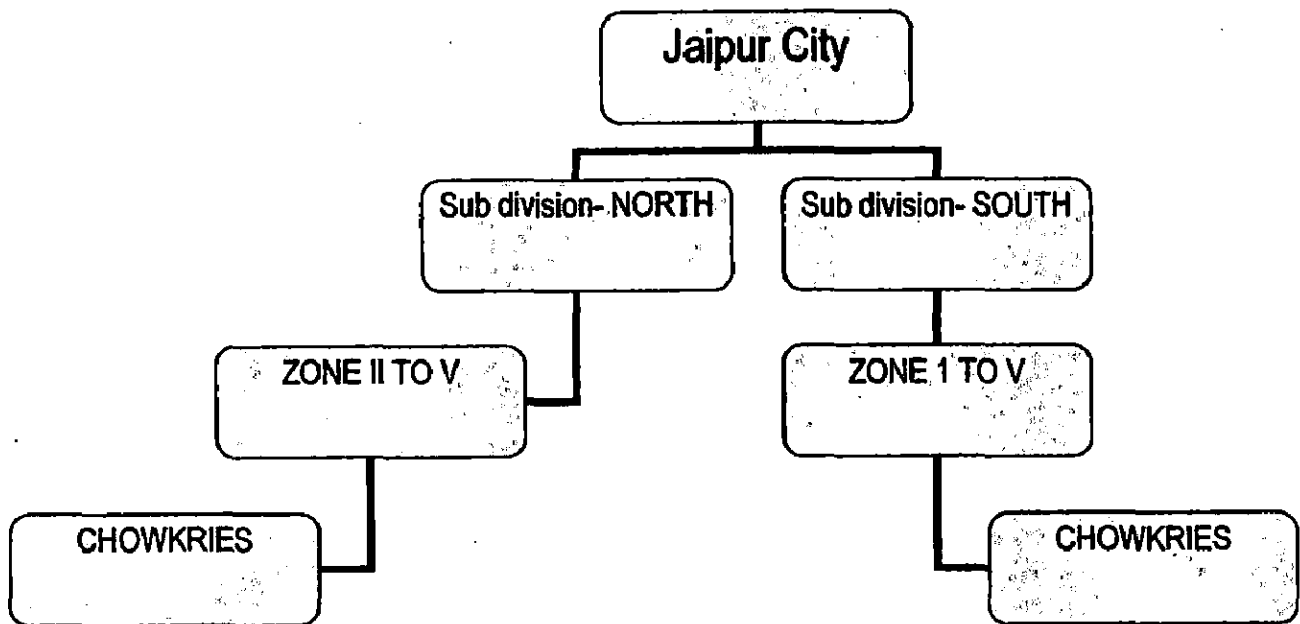 Jaipur City
Sub division- NORTH
Sub division- SOUTH
ZONE II TO V
ZONE 1 TO V
CHOWKRIES
CHOWKRIES